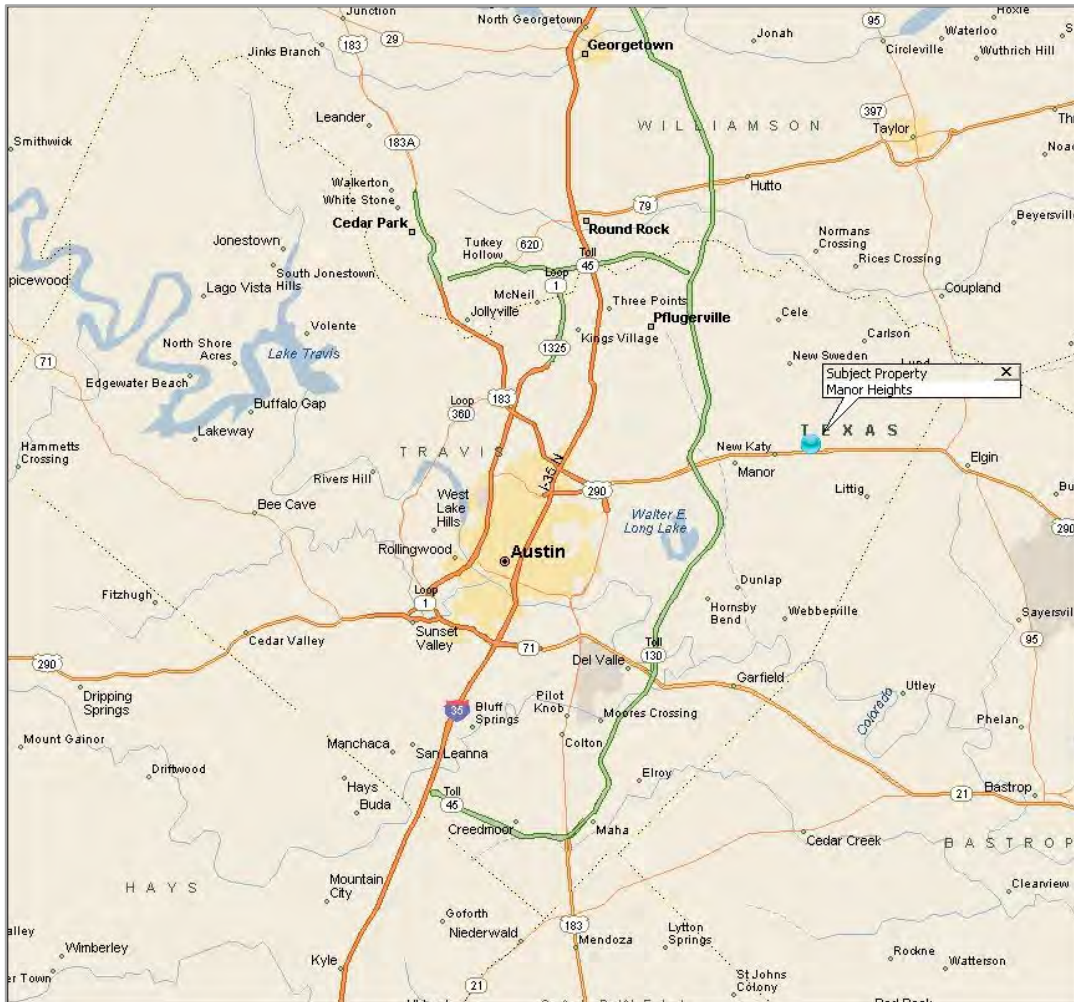 Junction
North Georgetown
Hoxie
95
183
29
Jonah
Waterloo
Jinks Branch
Georgetown
Circleville
Wuthrich Hill
Leander
WILLIAMSON
397
Smithwick
183A
Taylor
Walkerton
Hutto
White Stone
79
Cedar Park
Round Rock
Beyersville
Jonestown
Turkey
Hollow
620
Toll
45
Normans
Crossing
South Jonestown
Hills
Loop
1
Rices Crossing
Lago Vista
McNeil
Three Points
Coupland
Volente
Jollyville
Pflugerville
Cele
North Shore
Acres
Lake Travis
1325
Kings Village
Carlson
71
New Sweden
Lund
Edgewater Beach
183
Subject Property
Manor Heights
Buffalo Gap
Loop
360
Lakeway
TEXAS
Hammetts
Crossing
TRAVIS
I-35 N
New Katy
Manor
Elgin
Rivers Hill
290
Littig
Bee Cave
West
Lake
Hills
Walter E.
Long Lake
290
Rollingwood
Austin
Dunlap
Fitzhugh
Loop
1
Hornsby
Bend
Webberville
Sayersville
Cedar Valley
Sunset
Valley
71
Toll
130
95
290
Del Valle
Garfield
Dripping
Springs
35
Bluff
Springs
Pilot
Knob
Moores Crossing
Colorado
Utley
Phelan
Mount Gainor
Manchaca
San Leanna
Colton
Driftwood
Hays
Elroy
Buda
Toll
45
21
Bastrop
Creedmoor
Maha
Cedar Creek
BASTROP
HAYS
Mountain
City
Clearview
Goforth
183
Niederwald
Mendoza
Lytton
Springs
Rockne
Wimberley
Kyle
Watterson
21
St Johns
Colony